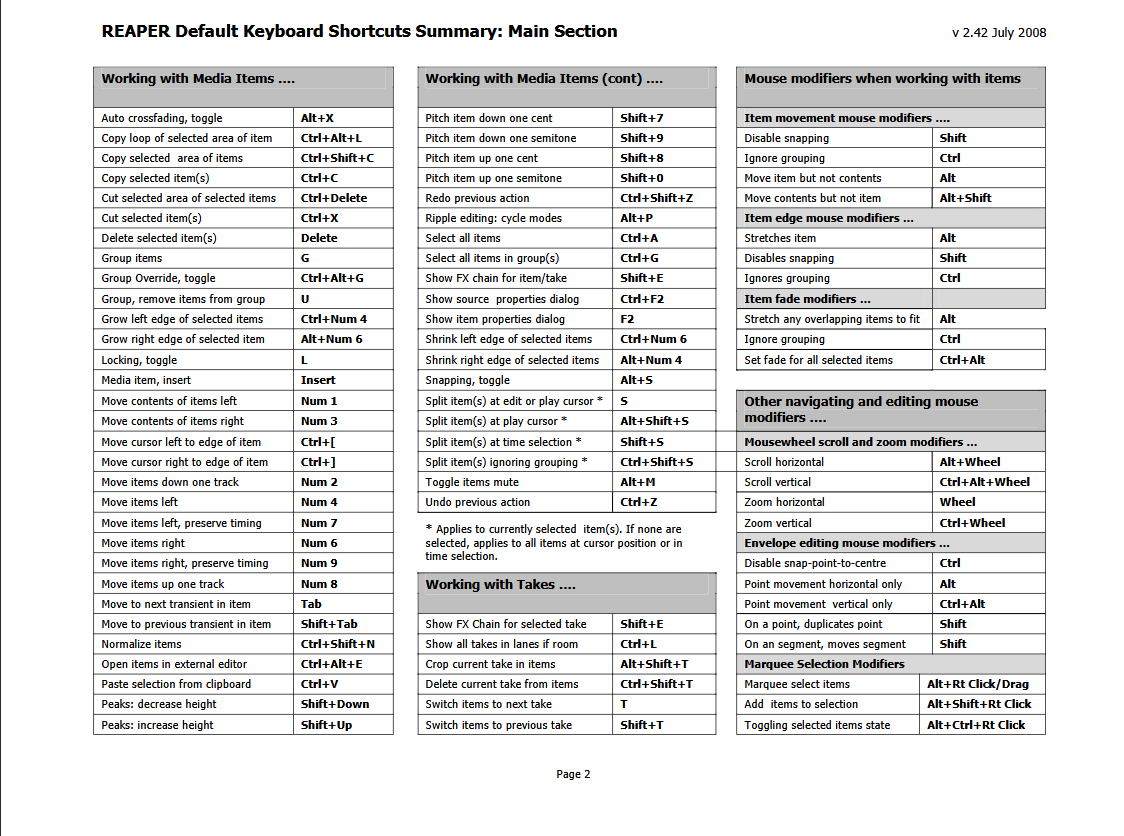 REAPER Default Keyboard Shortcuts Summary: Main Section
v 2.42 July 2008
Working with Media Items ....
Auto crossfading, toggle Alt+X
Copy loop of selected area of item Ctrl+Alt+L
Copy selected area of items Ctrl+Shift+C
Copy selected item(s) Ctrl+C
Cut selected area of selected items Ctrl+Delete
Cut selected item(s) Ctrl+X
Delete selected item(s) Delete
Group items G
Group Override, toggle Ctrl+Alt+G
Group, remove items from group U
Grow left edge of selected items Ctrl+Num 4
Grow right edge of selected item Alt+Num 6
Locking, toggle L
Media item, insert Insert
Move contents of items left Num 1
Move contents of items right Num 3
Move cursor left to edge of item Ctrl+[
Move cursor right to edge of item Ctrl+]
Move items down one track Num 2
Move items left Num 4
Move items left, preserve timing Num 7
Move items right Num 6
Move items right, preserve timing Num 9
Move items up one track Num 8
Move to next transient in item Tab
Move to previous transient in item Shift+Tab
Normalize items Ctrl+Shift+N
Open items in external editor Ctrl+Alt+E
Paste selection from clipboard Ctrl+V
Peaks: decrease height Shift+Down
Peaks: increase height Shift+Up
Working with Media Items (cont) ....
Pitch item down one cent Shift+7
Pitch item down one semitone Shift+9
Pitch item up one cent Shift+8
Pitch item up one semitone Shift+0
Redo previous action Ctrl+Shift+Z
Ripple editing: cycle modes Alt+P
Select all items Ctrl+A
Select all items in group(s) Ctrl+G
Show FX chain for item/take Shift+E
Show source properties dialog Ctrl+F2
Show item properties dialog F2
Shrink left edge of selected items Ctrl+Num 6
Shrink right edge of selected items Alt+Num 4
Snapping, toggle Alt+S
Split item(s) at edit or play cursor * S
Split item(s) at play cursor * Alt+Shift+S
Split item(s) at time selection * Shift+S
Split item(s) ignoring grouping * Ctrl+Shift+S
Toggle items mute Alt+M
Undo previous action Ctrl+Z
* Applies to currently selected item(s). If none are
selected, applies to all items at cursor position or in
time selection.
Working with Takes ....
Show FX Chain for selected take Shift+E
Show all takes in lanes if room Ctrl+L
Crop current take in items Alt+Shift+T
Delete current take from items Ctrl+Shift+T
Switch items to next take T
Switch items to previous take Shift+T
Mouse modifiers when working with items
Item movement mouse modifiers ....
Disable snapping Shift
Ignore grouping Ctrl
Move item but not contents Alt
Move contents but not item Alt+Shift
Item edge mouse modifiers ...
Stretches item Alt
Disables snapping Shift
Ignores grouping Ctrl
Item fade modifiers ...
Stretch any overlapping items to fit Alt
Ignore grouping Ctrl
Set fade for all selected items Ctrl+Alt
Other navigating and editing mouse
modifiers ....
Mousewheel scroll and zoom modifiers ...
Scroll horizontal Alt+Wheel
Scroll vertical Ctrl+Alt+Wheel
Zoom horizontal Wheel
Zoom vertical Ctrl+Wheel
Envelope editing mouse modifiers ...
Disable snap-point-to-centre Ctrl
Point movement horizontal only Alt
Point movement vertical only Ctrl+Alt
On a point, duplicates point Shift
On an segment, moves segment Shift
Marquee Selection Modifiers
Marquee select items Alt+Rt Click/Drag
Add items to selection Alt+Shift+Rt Click
Toggling selected items state Alt+Ctrl+Rt Click
Page 2